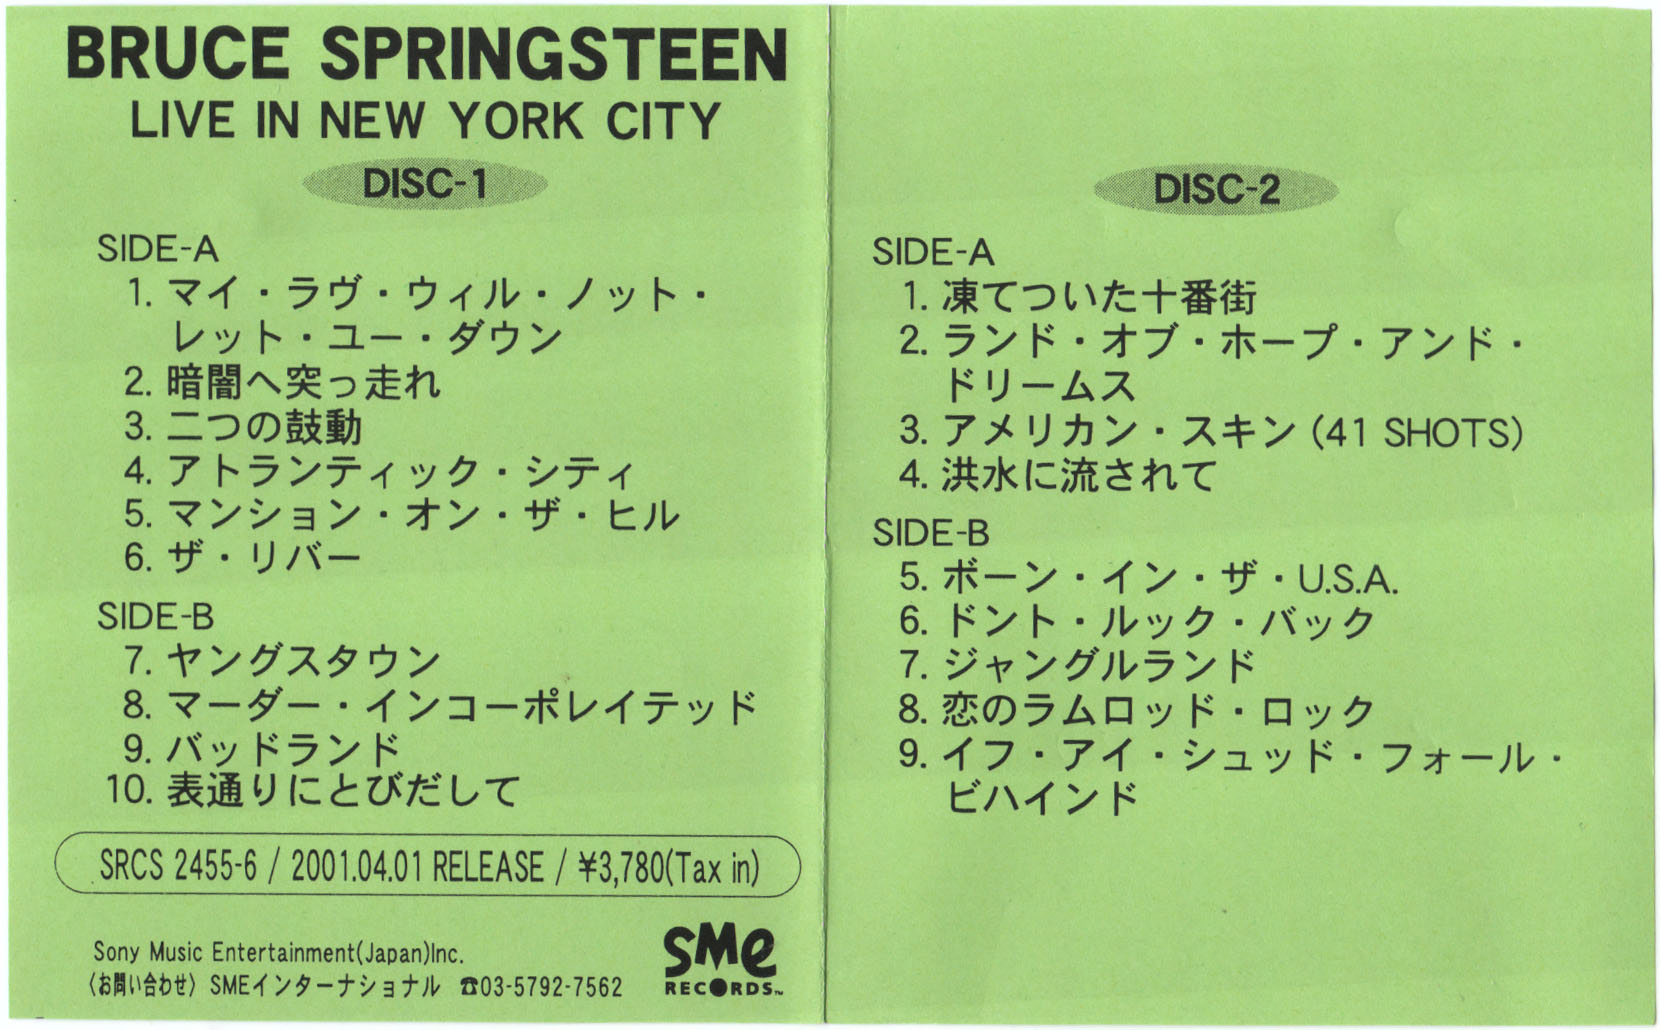 BRUCE SPRINGSTEEN
LIVE IN NEW YORK CITY
DISC-1
SIDE-A
1. マイ・ラヴ・ウィル・ノット・
レット・ユー・ダウン
2. 暗闇へ突っ走れ
3. 二つの鼓動
4. アトランティック・シティ
5. マンション・オン・ザ・ヒル
6. ザ・リバー
SIDE-B
7. ヤングスタウン
8. マーダー・インコーポレイテッド
9. バッドランド
10. 表通りにとびだして
SRCS 2455-6 / 2001.04.01 RELEASE / ¥3,780(Tax in)
Sony Music Entertainment(Japan)Inc.
〈お問い合わせ〉 SMEインターナショナル ☎03-5792-7562
SMe
RECORDS™
DISC-2
SIDE-A
1. 凍てついた十番街
2. ランド・オブ・ホープ・アンド・
ドリームス
3. アメリカン・スキン (41 SHOTS)
4. 洪水に流されて
SIDE-B
5. ボーン・イン・ザ・U.S.A.
6. ドント・ルック・バック
7. ジャングルランド
8. 恋のラムロッド・ロック
9. イフ・アイ・シュッド・フォール・
ビハインド